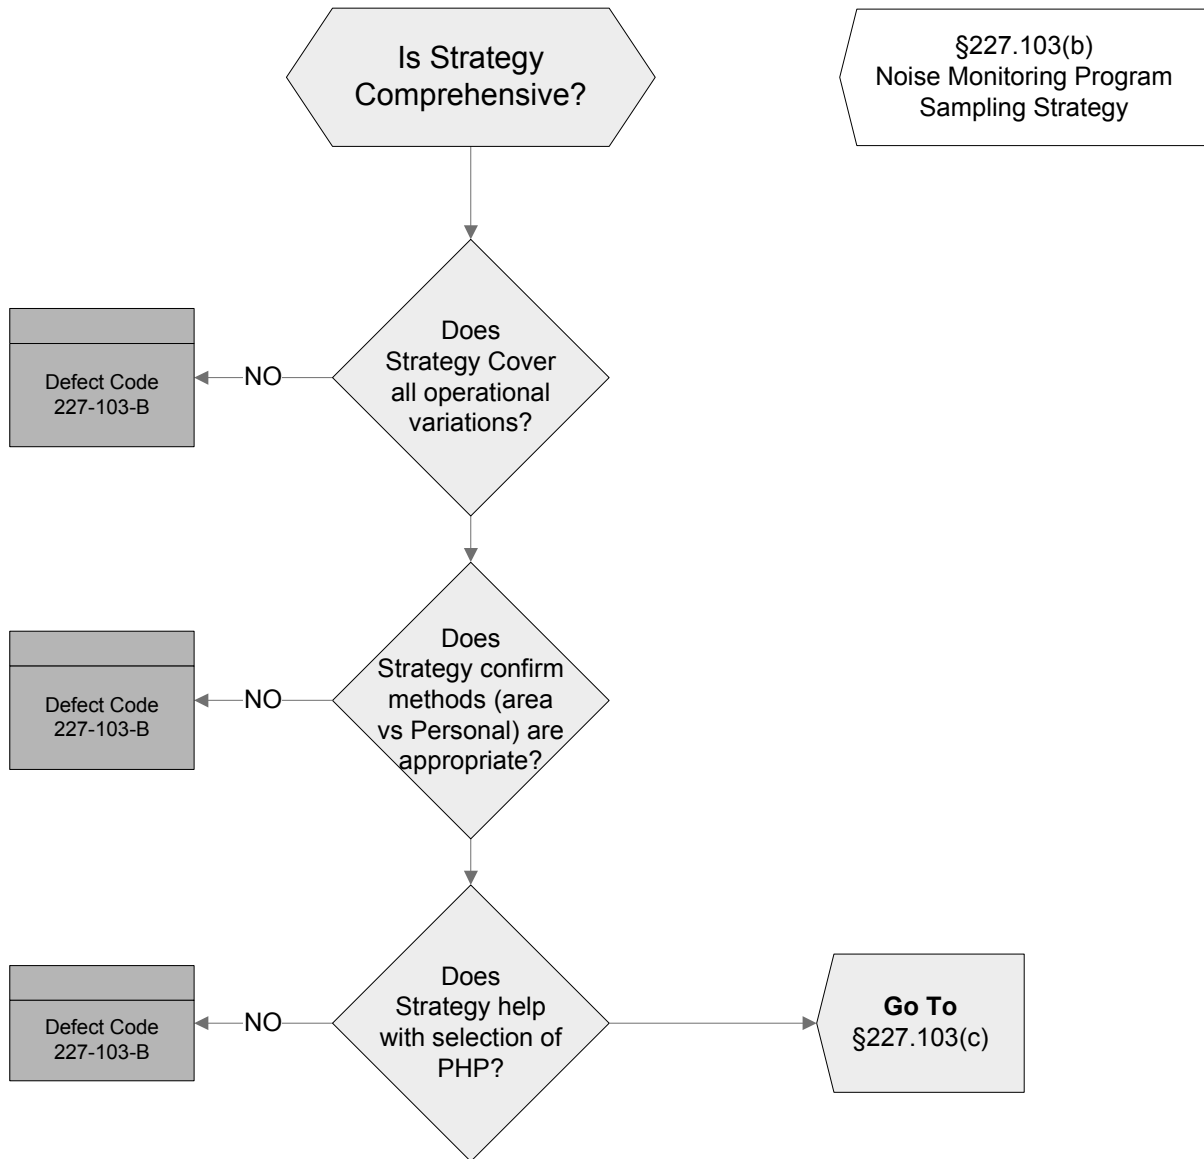 Is Strategy
Comprehensive?
§227.103(b)
Noise Monitoring Program
Sampling Strategy
Does
Strategy Cover
all operational
variations?
NO
Defect Code
227-103-B
Does
Strategy confirm
methods (area
vs Personal) are
appropriate?
NO
Defect Code
227-103-B
Does
Strategy help
with selection of
PHP?
NO
Defect Code
227-103-B
Go To
§227.103(c)